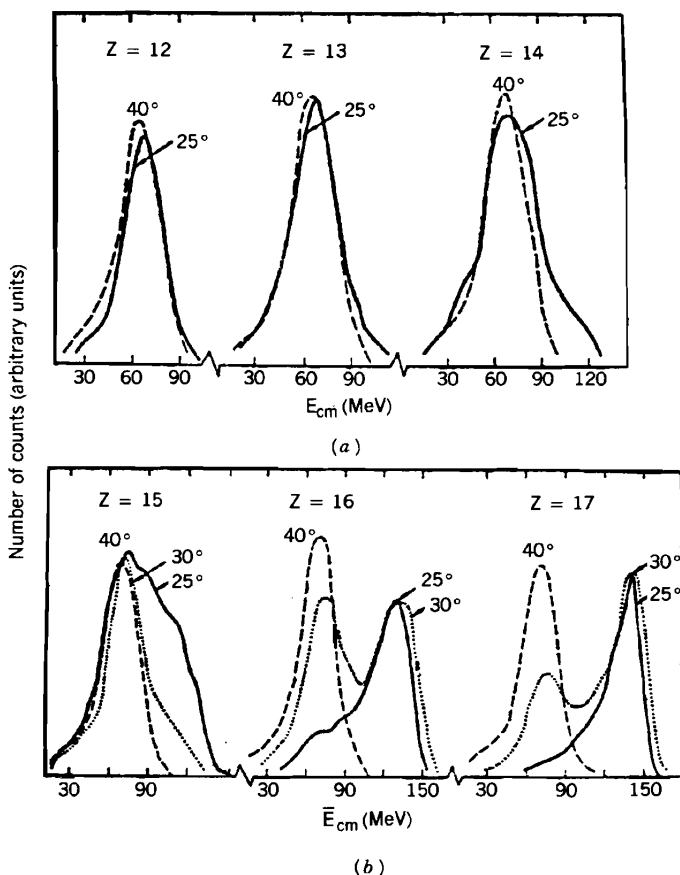 Z = 12 Z = 13 Z = 14
40° 25°
40° 25°
40° 25°
30 60 90 30 60 90 30 60 90 120
E_cm (MeV)
(a)
Number of counts (arbitrary units)
Z = 15 Z = 16 Z = 17
40° 30° 25°
40° 25° 30°
40° 30° 25°
30 90 30 90 150 30 90 150
Ē_cm (MeV)
(b)